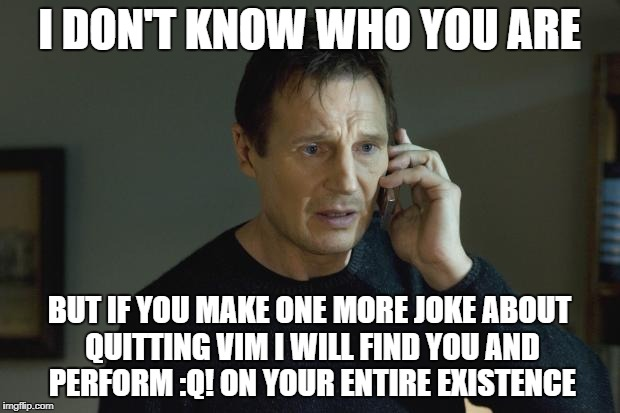 I DON'T KNOW WHO YOU ARE
BUT IF YOU MAKE ONE MORE JOKE ABOUT
QUITTING VIM I WILL FIND YOU AND
PERFORM :Q! ON YOUR ENTIRE EXISTENCE
imgflip.com